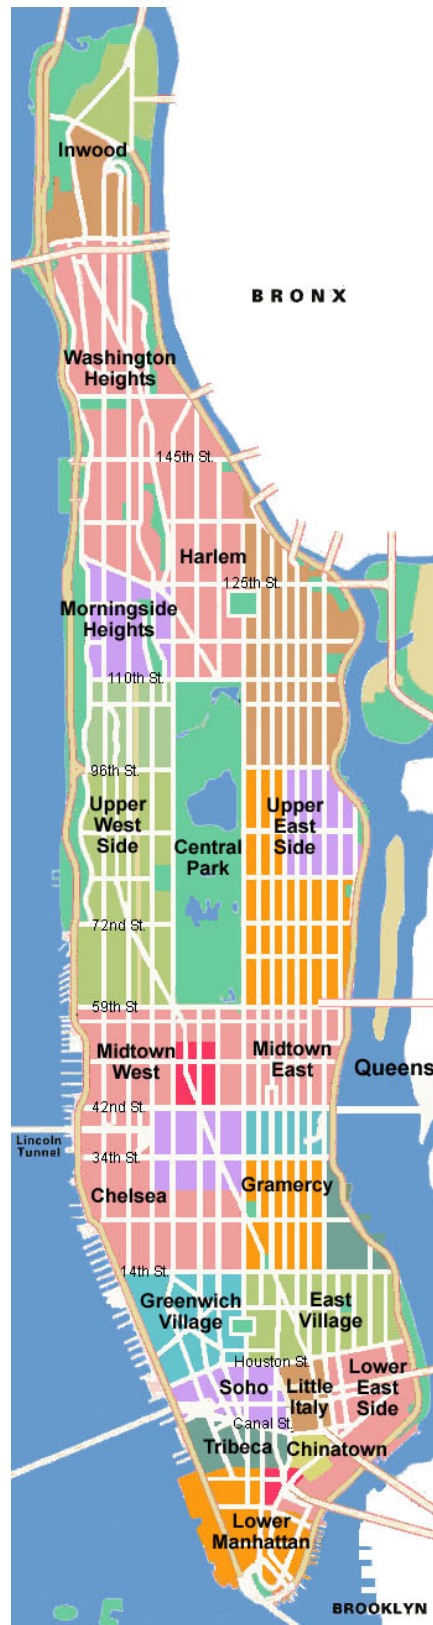 Inwood
BRONX
Washington
Heights
145th St.
Harlem
125th St.
Morningside
Heights
110th St.
96th St.
Upper
West
Side
Upper
East
Side
Central
Park
72nd St.
59th St
Midtown
West
Midtown
East
Queens
42nd St.
Lincoln
Tunnel
34th St.
Chelsea
Gramercy
14th St.
Greenwich
Village
East
Village
Houston St.
Lower
East
Side
Soho
Little
Italy
Canal St.
Tribeca
Chinatown
Lower
Manhattan
BROOKLYN